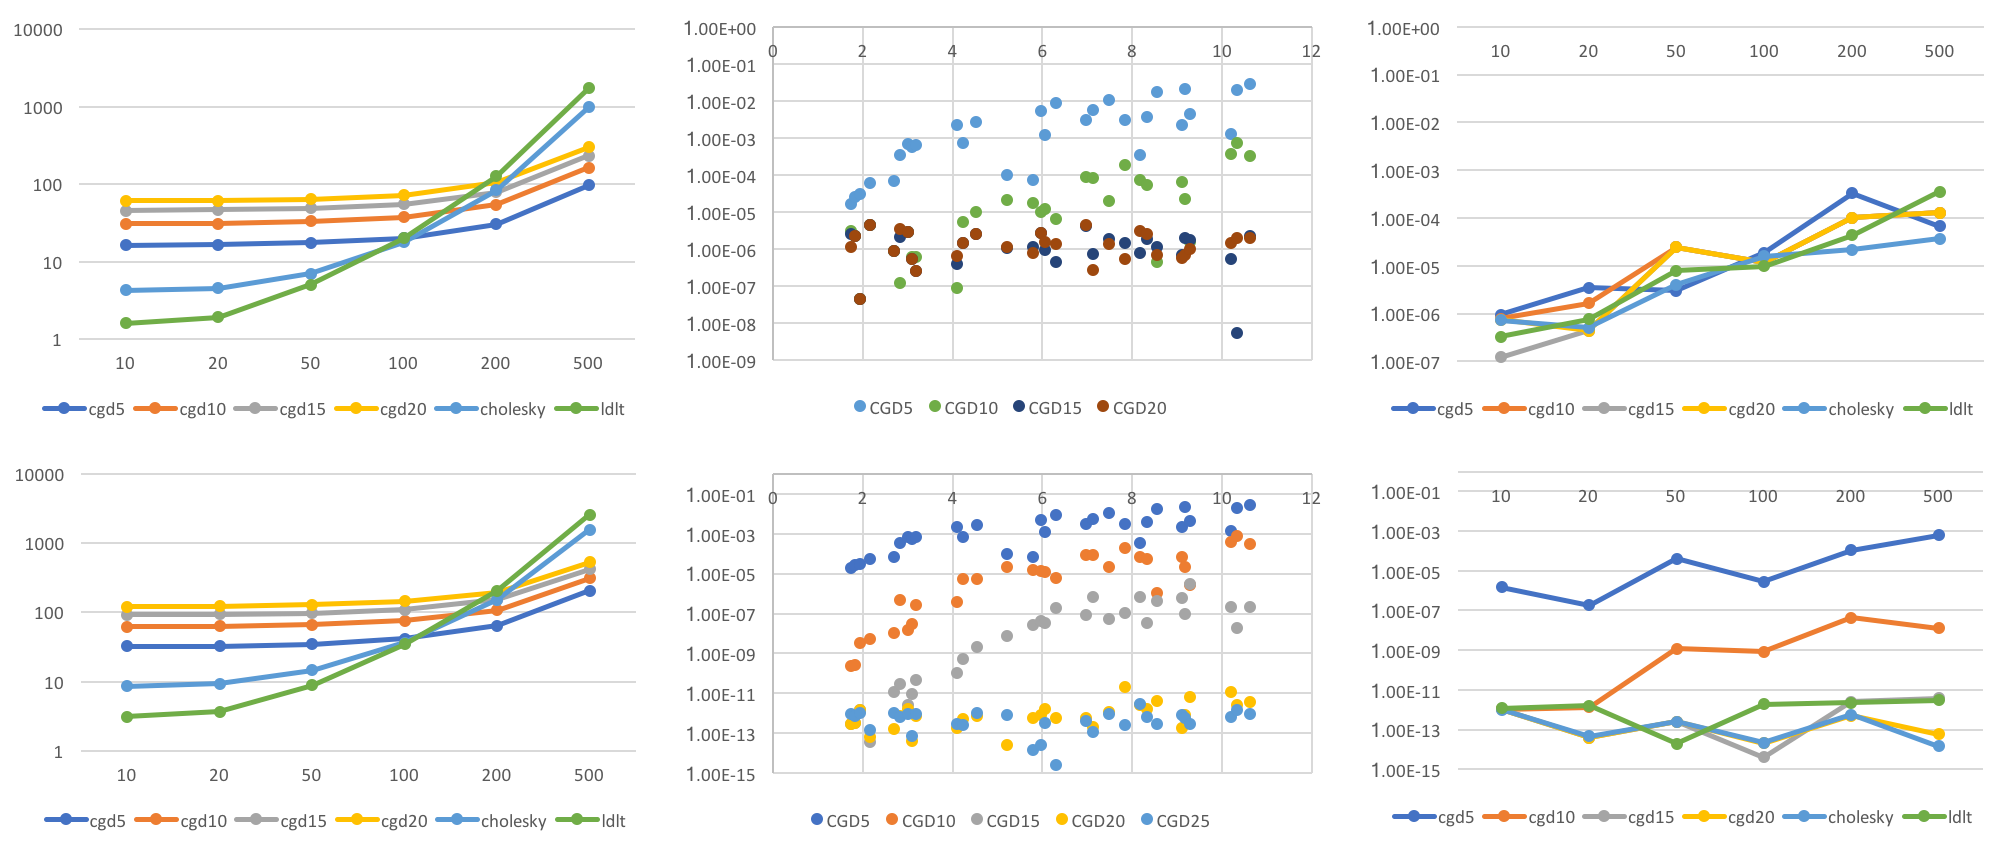 10000
1000
100
10
1
10 20 50 100 200 500
cgd5 cgd10 cgd15 cgd20 cholesky ldlt
1.00E+00
0 2 4 6 8 10 12
1.00E-01
1.00E-02
1.00E-03
1.00E-04
1.00E-05
1.00E-06
1.00E-07
1.00E-08
1.00E-09
CGD5 CGD10 CGD15 CGD20
1.00E+00
10 20 50 100 200 500
1.00E-01
1.00E-02
1.00E-03
1.00E-04
1.00E-05
1.00E-06
1.00E-07
cgd5 cgd10 cgd15 cgd20 cholesky ldlt
10000
1000
100
10
1
10 20 50 100 200 500
cgd5 cgd10 cgd15 cgd20 cholesky ldlt
1.00E-01
0 2 4 6 8 10 12
1.00E-03
1.00E-05
1.00E-07
1.00E-09
1.00E-11
1.00E-13
1.00E-15
CGD5 CGD10 CGD15 CGD20 CGD25
1.00E-01
10 20 50 100 200 500
1.00E-03
1.00E-05
1.00E-07
1.00E-09
1.00E-11
1.00E-13
1.00E-15
cgd5 cgd10 cgd15 cgd20 cholesky ldlt